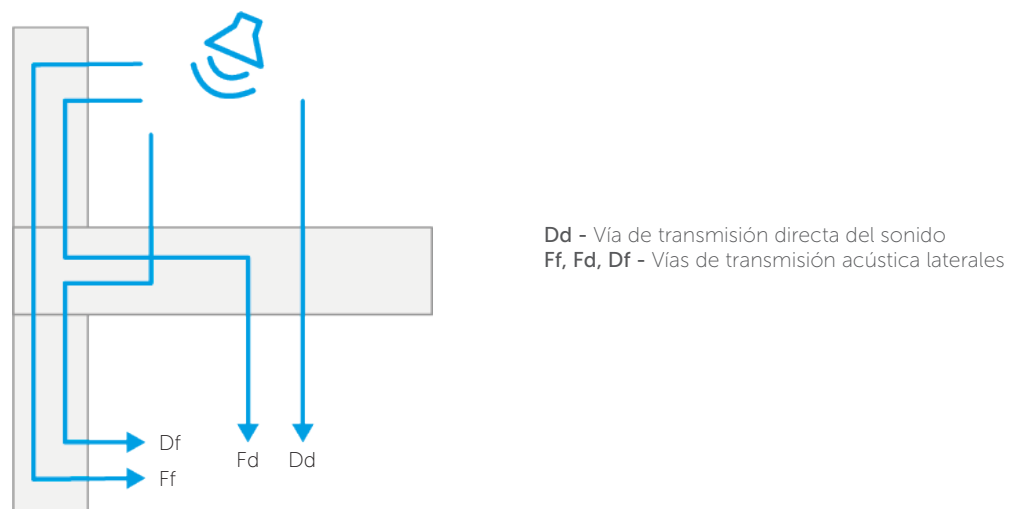 Dd - Vía de transmisión directa del sonido
Ff, Fd, Df - Vías de transmisión acústica laterales
Df
Fd
Dd
Ff